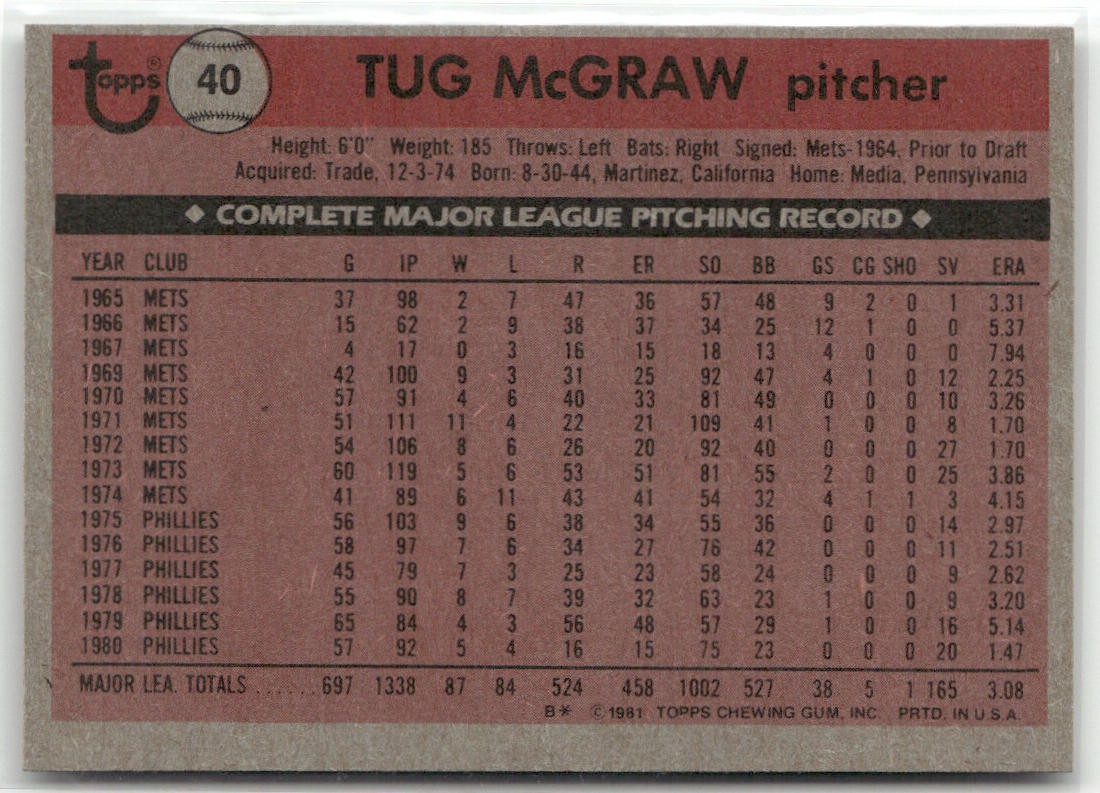 topps® 40 TUG McGRAW pitcher
Height: 6'0" Weight: 185 Throws: Left Bats: Right Signed: Mets-1964, Prior to Draft
Acquired: Trade, 12-3-74 Born: 8-30-44, Martinez, California Home: Media, Pennsylvania
◆ COMPLETE MAJOR LEAGUE PITCHING RECORD ◆
YEAR CLUB G IP W L R ER SO BB GS CG SHO SV ERA
1965 METS 37 98 2 7 47 36 57 48 9 2 0 1 3.31
1966 METS 15 62 2 9 38 37 34 25 12 1 0 0 5.37
1967 METS 4 17 0 3 16 15 18 13 4 0 0 0 7.94
1969 METS 42 100 9 3 31 25 92 47 4 1 0 12 2.25
1970 METS 57 91 4 6 40 33 81 49 0 0 0 10 3.26
1971 METS 51 111 11 4 22 21 109 41 1 0 0 8 1.70
1972 METS 54 106 8 6 26 20 92 40 0 0 0 27 1.70
1973 METS 60 119 5 6 53 51 81 55 2 0 0 25 3.86
1974 METS 41 89 6 11 43 41 54 32 4 1 1 3 4.15
1975 PHILLIES 56 103 9 6 38 34 55 36 0 0 0 14 2.97
1976 PHILLIES 58 97 7 6 34 27 76 42 0 0 0 11 2.51
1977 PHILLIES 45 79 7 3 25 23 58 24 0 0 0 9 2.62
1978 PHILLIES 55 90 8 7 39 32 63 23 1 0 0 9 3.20
1979 PHILLIES 65 84 4 3 56 48 57 29 1 0 0 16 5.14
1980 PHILLIES 57 92 5 4 16 15 75 23 0 0 0 20 1.47
MAJOR LEA. TOTALS ...... 697 1338 87 84 524 458 1002 527 38 5 1 165 3.08
B* ©1981 TOPPS CHEWING GUM, INC. PRTD. IN U.S.A.